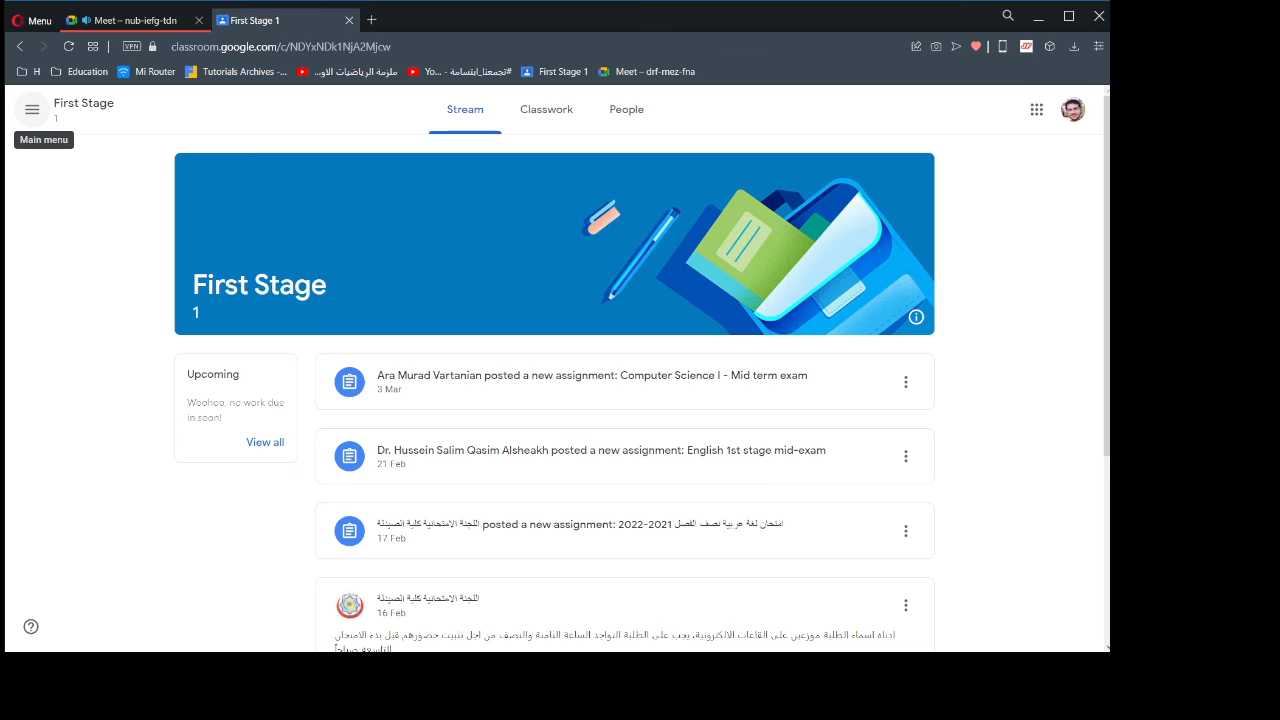 Menu
Meet – nub-iefg-tdn
First Stage 1
VPN
classroom.google.com/c/NDYxNDk1NjA2Mjcw
H
Education
Mi Router
Tutorials Archives -...
ملزمة الرياضيات الاو...
#تجمعنا_ابتسامة - Yo...
First Stage 1
Meet – drf-mez-fna
First Stage
1
Stream
Classwork
People
Main menu
First Stage
1
Upcoming
Woohoo, no work due
in soon!
View all
Ara Murad Vartanian posted a new assignment: Computer Science I - Mid term exam
3 Mar
Dr. Hussein Salim Qasim Alsheakh posted a new assignment: English 1st stage mid-exam
21 Feb
اللجنة الامتحانية كلية الصيدلة posted a new assignment: 2022-2021 امتحان لغة عربية نصف الفصل
17 Feb
اللجنة الامتحانية كلية الصيدلة
16 Feb
ادناه اسماء الطلبة موزعين على القاعات الالكترونية، يجب على الطلبة التواجد الساعة الثامنة والنصف من اجل تثبيت حضورهم قبل بدء الامتحان
التاسعة صباحاً